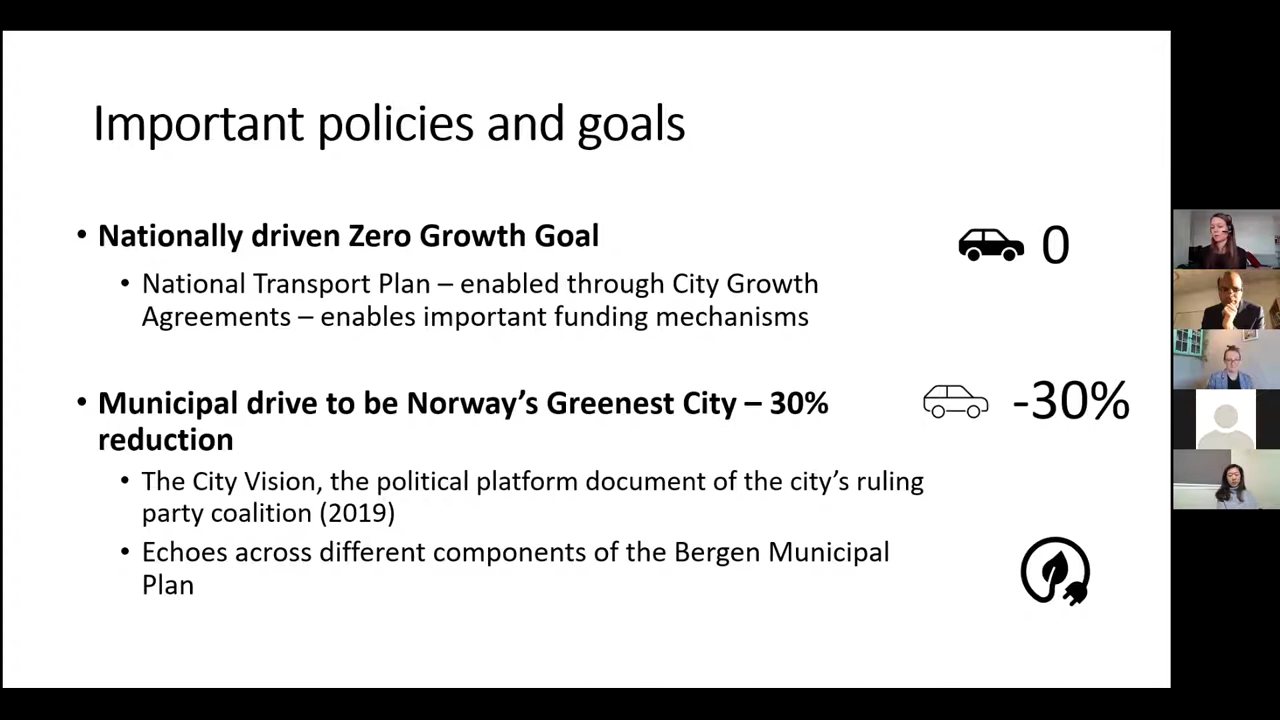 Important policies and goals
• Nationally driven Zero Growth Goal
0
• National Transport Plan – enabled through City Growth
Agreements – enables important funding mechanisms
• Municipal drive to be Norway’s Greenest City – 30%
reduction
-30%
• The City Vision, the political platform document of the city’s ruling
party coalition (2019)
• Echoes across different components of the Bergen Municipal
Plan